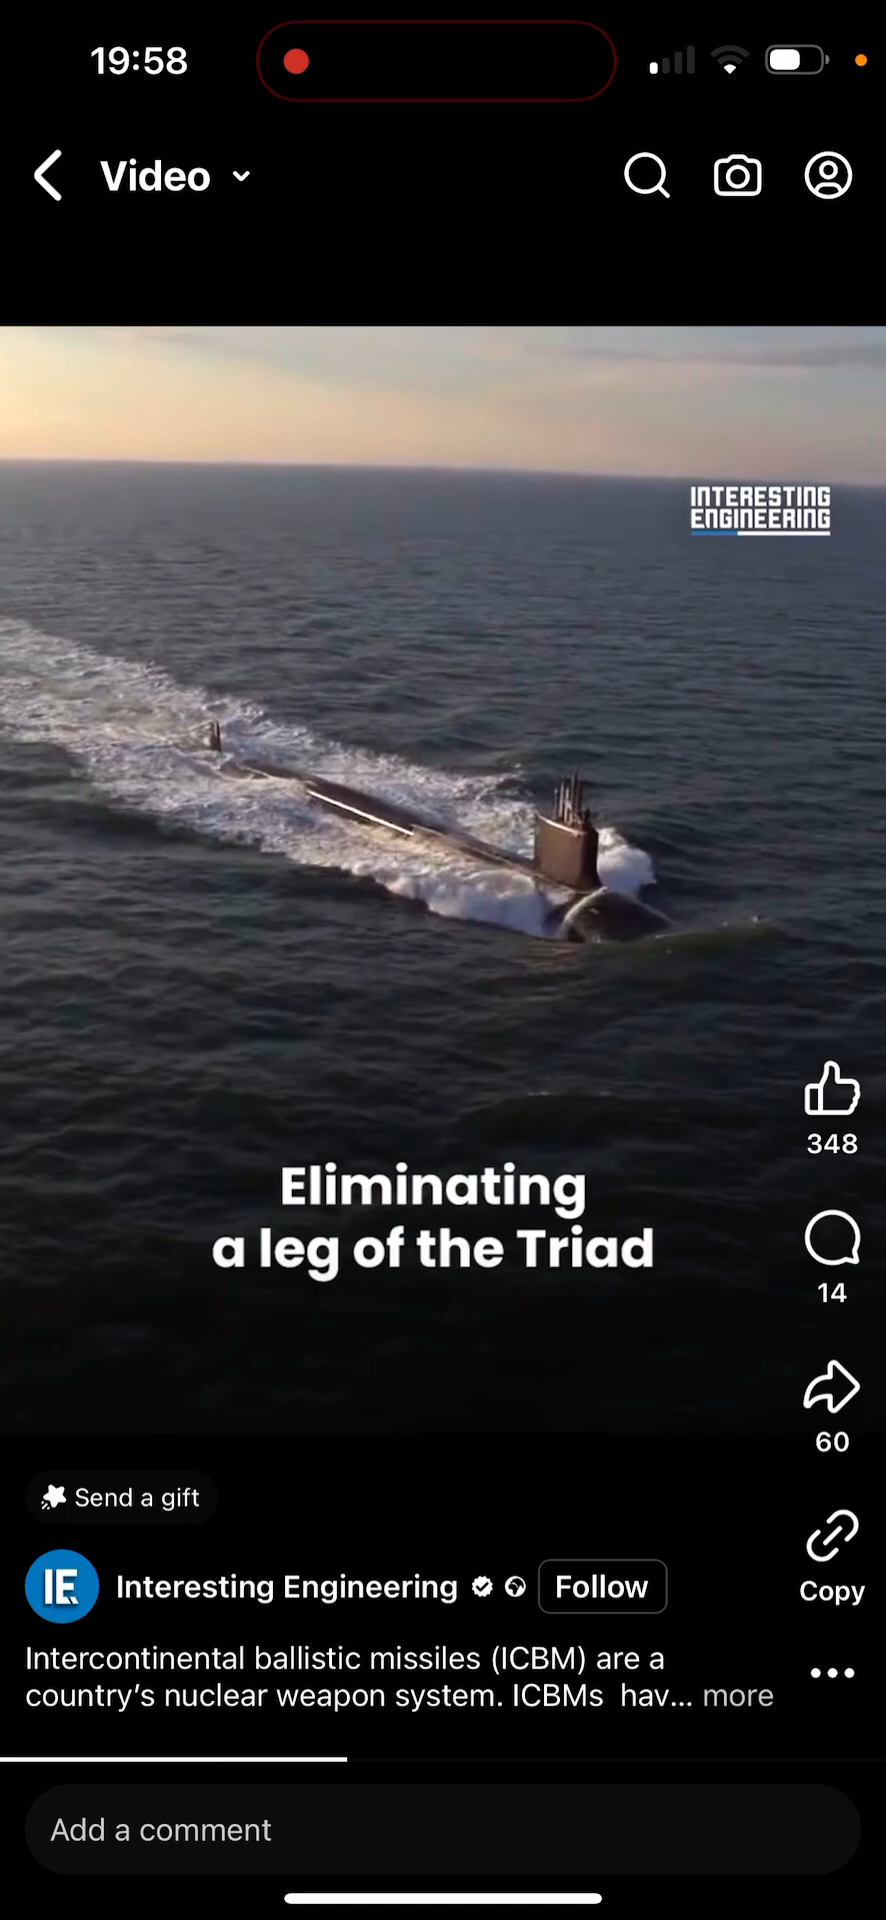 19:58
Video
INTERESTING
ENGINEERING
Eliminating
a leg of the Triad
348
14
60
Send a gift
Copy
IE
Interesting Engineering
Follow
Intercontinental ballistic missiles (ICBM) are a
country's nuclear weapon system. ICBMs hav... more
Add a comment